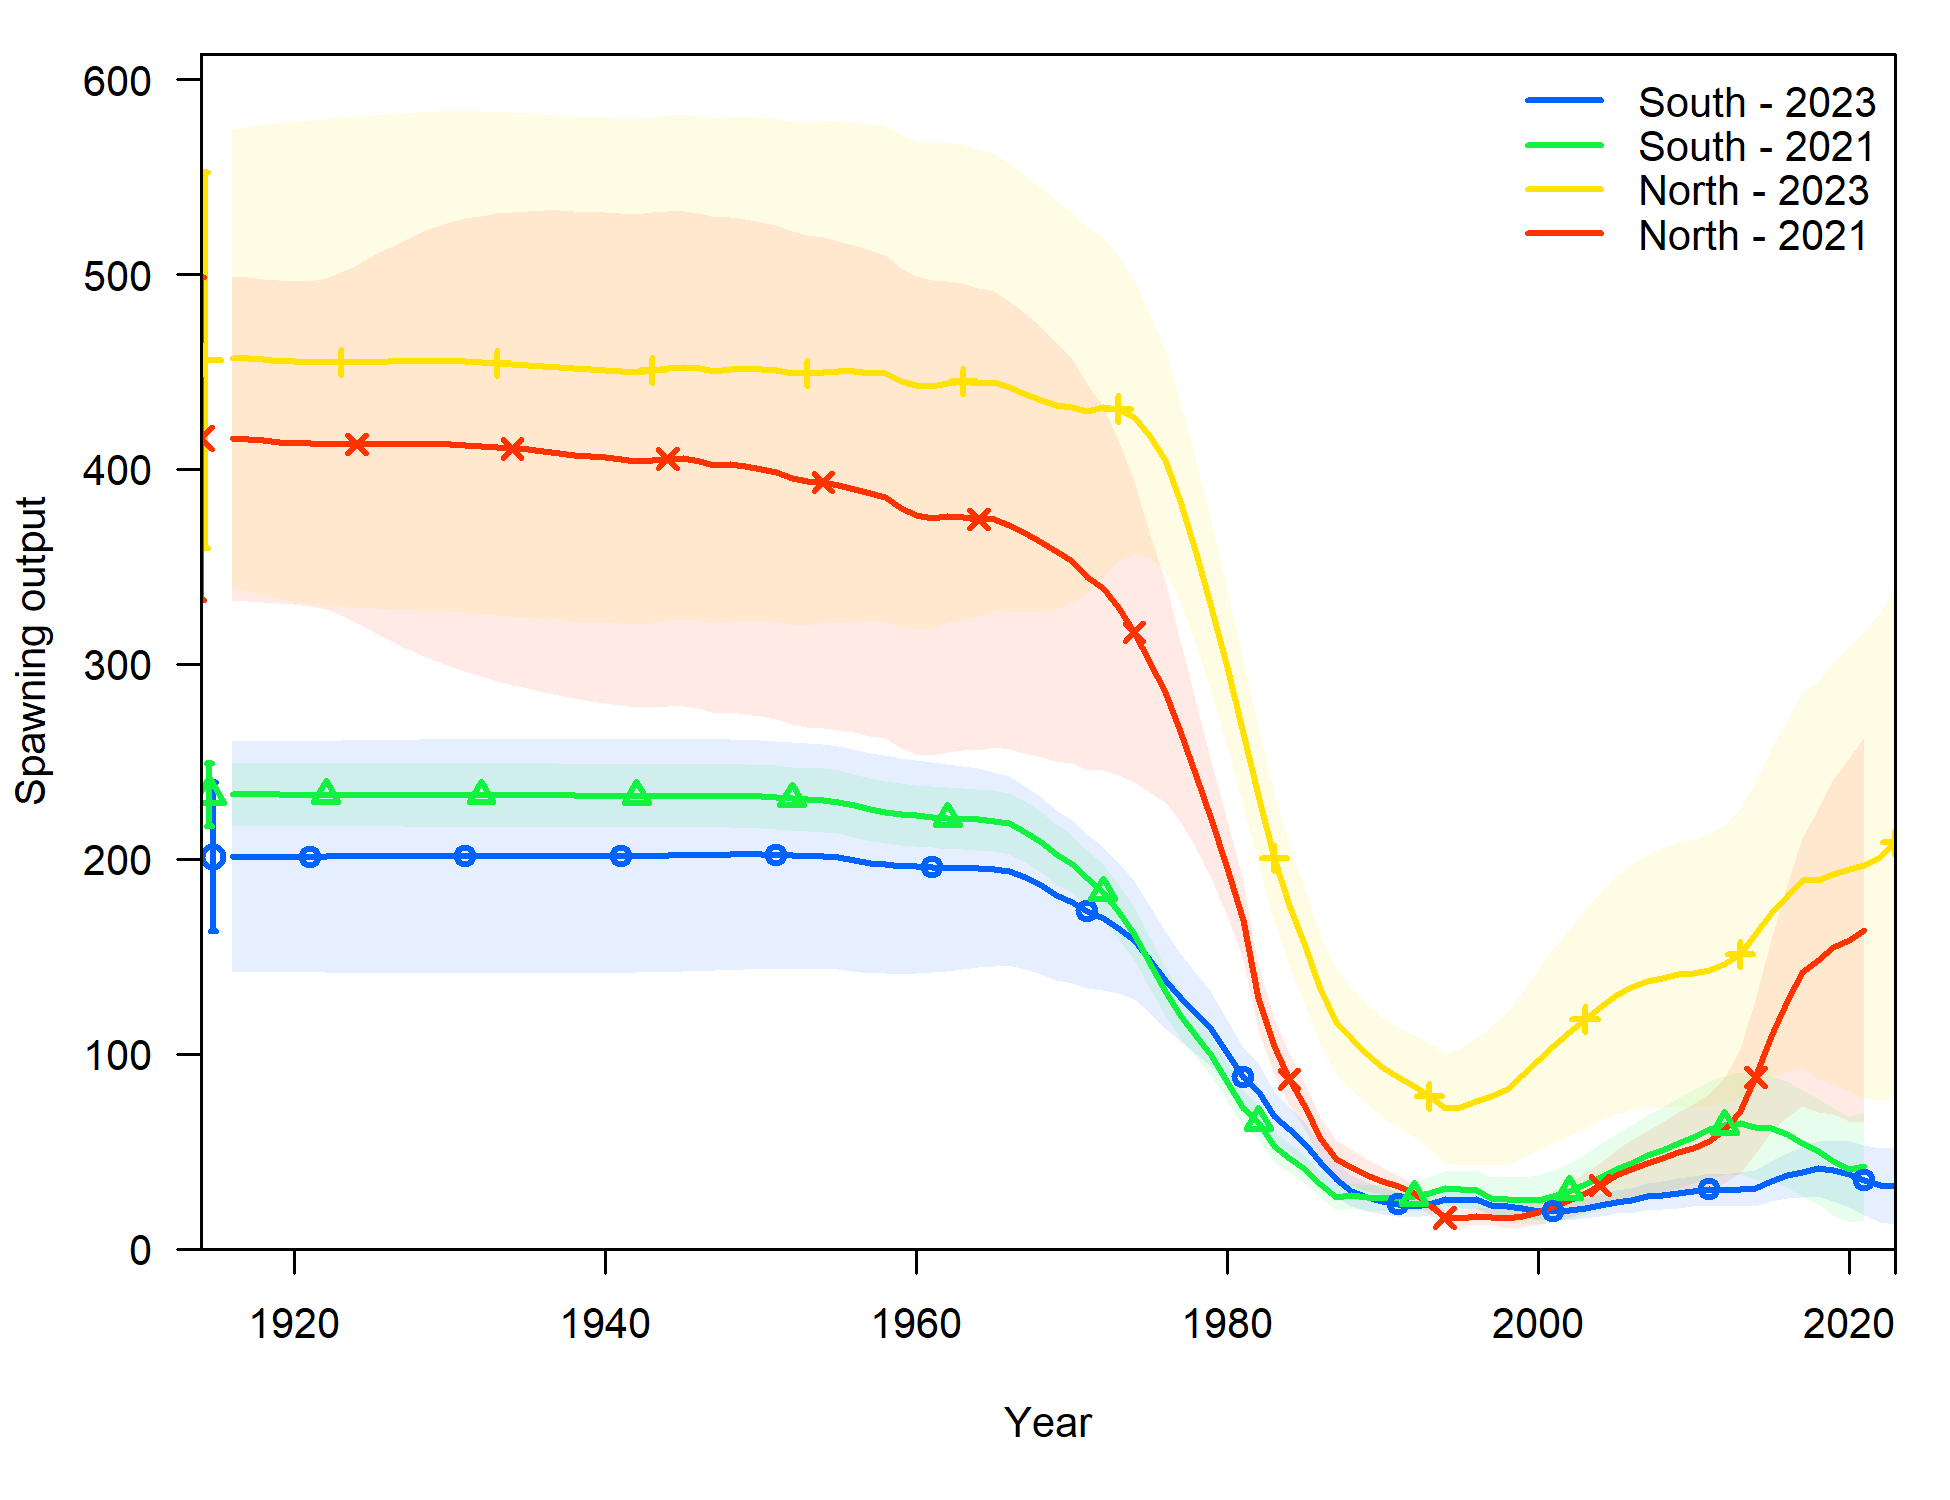 600
500
400
300
200
100
0
Spawning output
South - 2023
South - 2021
North - 2023
North - 2021
1920 1940 1960 1980 2000 2020
Year